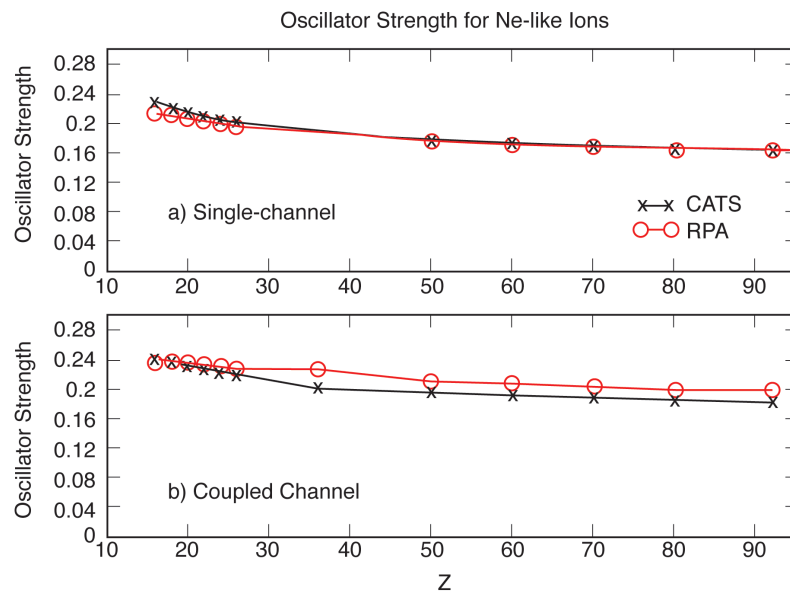 Oscillator Strength for Ne-like Ions
Oscillator Strength
0.28
0.24
0.2
0.16
0.12
0.08
0.04
0
a) Single-channel
CATS
RPA
10 20 30 40 50 60 70 80 90
Oscillator Strength
0.28
0.24
0.2
0.16
0.12
0.08
0.04
0
b) Coupled Channel
10 20 30 40 50 60 70 80 90
Z